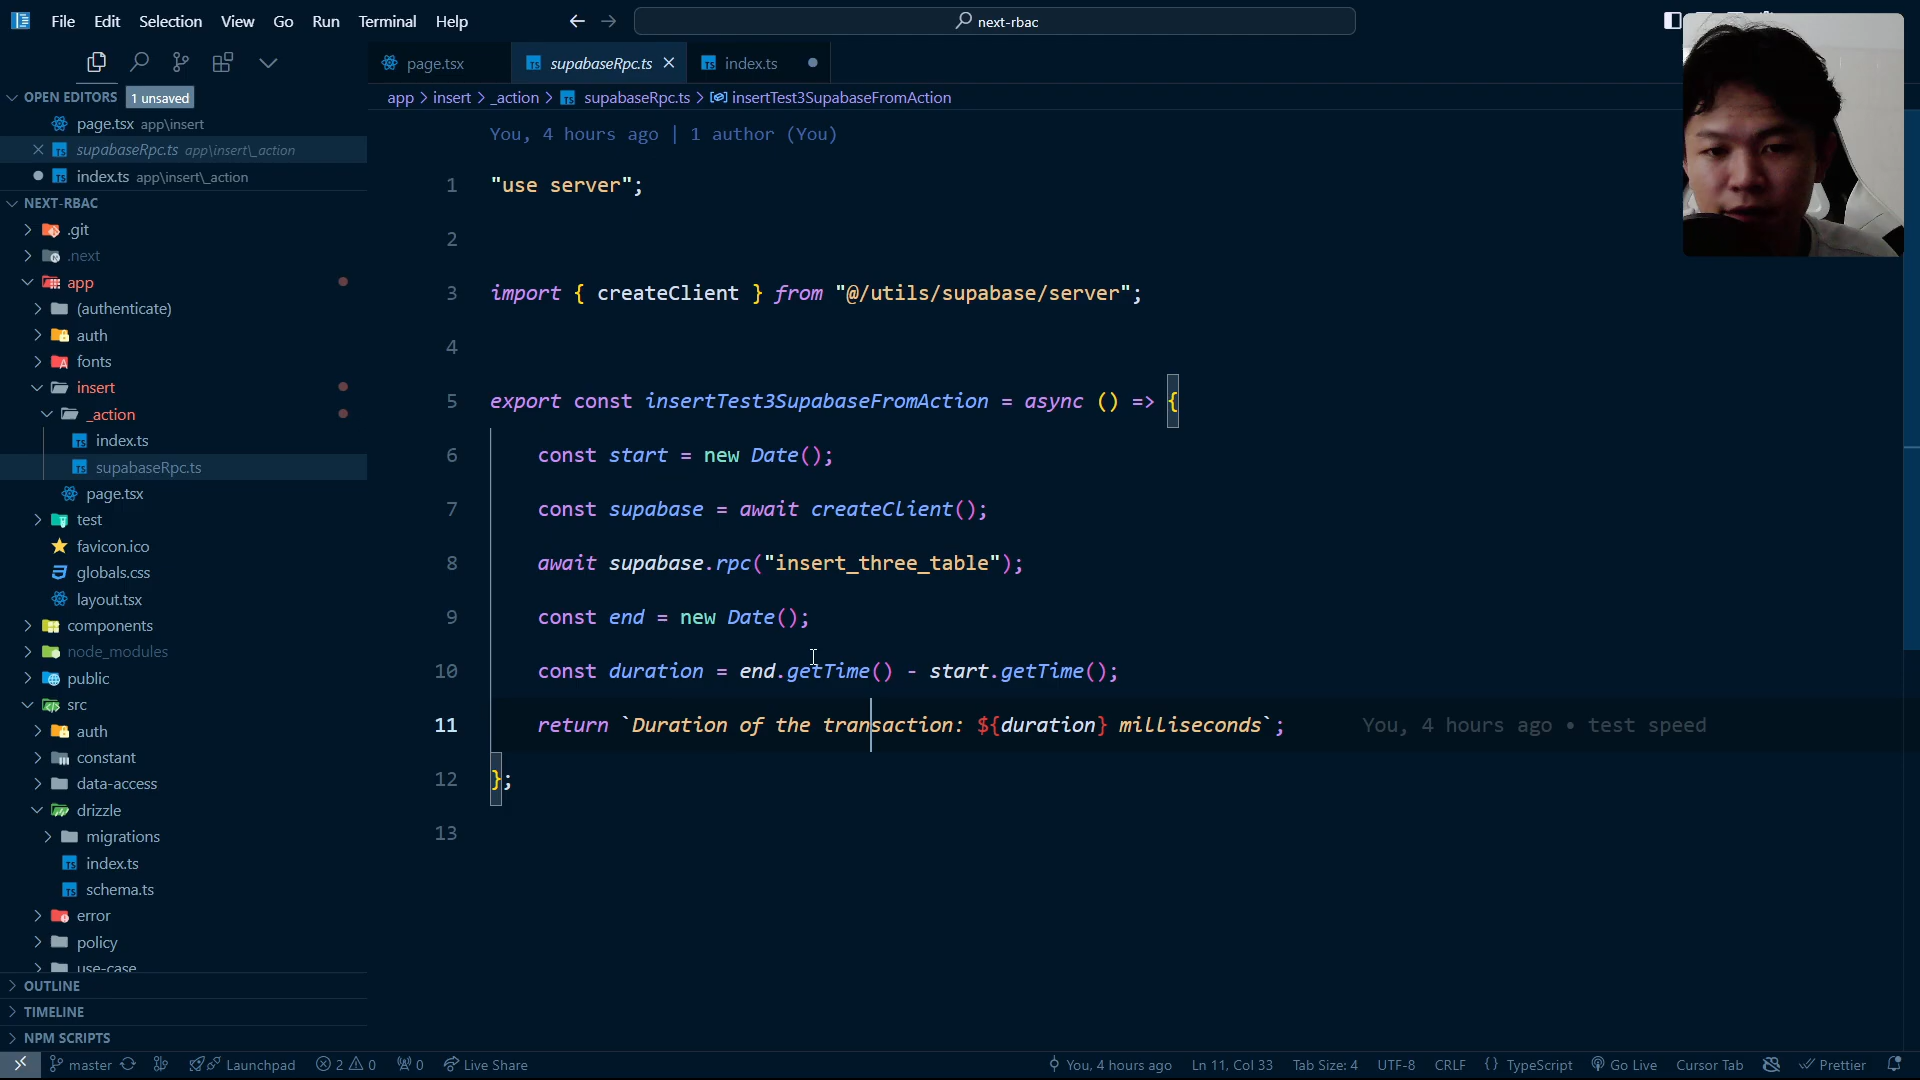 File Edit Selection View Go Run Terminal Help
next-rbac
page.tsx
supabaseRpc.ts
index.ts
OPEN EDITORS 1 unsaved
page.tsx app\insert
supabaseRpc.ts app\insert\_action
index.ts app\insert\_action
NEXT-RBAC
.git
.next
app
(authenticate)
auth
fonts
insert
_action
index.ts
supabaseRpc.ts
page.tsx
test
favicon.ico
globals.css
layout.tsx
components
node_modules
public
src
auth
constant
data-access
drizzle
migrations
index.ts
schema.ts
error
policy
use-case
OUTLINE
TIMELINE
NPM SCRIPTS
app > insert > _action > supabaseRpc.ts > insertTest3SupabaseFromAction
You, 4 hours ago | 1 author (You)
1 "use server";
2
3 import { createClient } from "@/utils/supabase/server";
4
5 export const insertTest3SupabaseFromAction = async () => {
6 const start = new Date();
7 const supabase = await createClient();
8 await supabase.rpc("insert_three_table");
9 const end = new Date();
10 const duration = end.getTime() - start.getTime();
11 return `Duration of the transaction: ${duration} milliseconds`; You, 4 hours ago • test speed
12 };
13
master Launchpad 2 0 0 Live Share You, 4 hours ago Ln 11, Col 33 Tab Size: 4 UTF-8 CRLF {} TypeScript Go Live Cursor Tab Prettier